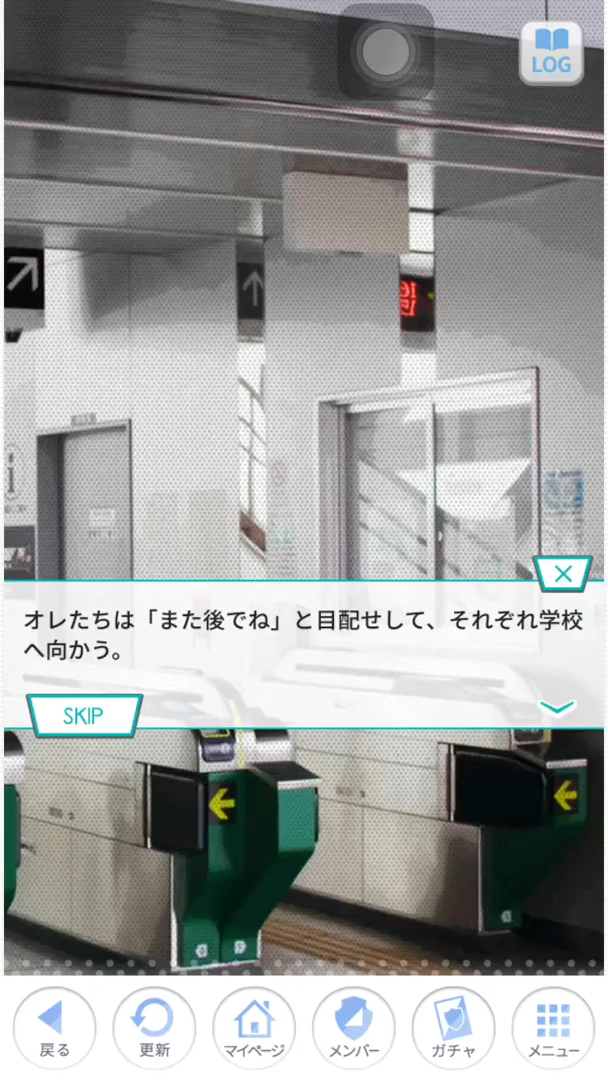 LOG
オレたちは「また後でね」と目配せして、それぞれ学校
へ向かう。
SKIP
戻る
更新
マイページ
メンバー
ガチャ
メニュー